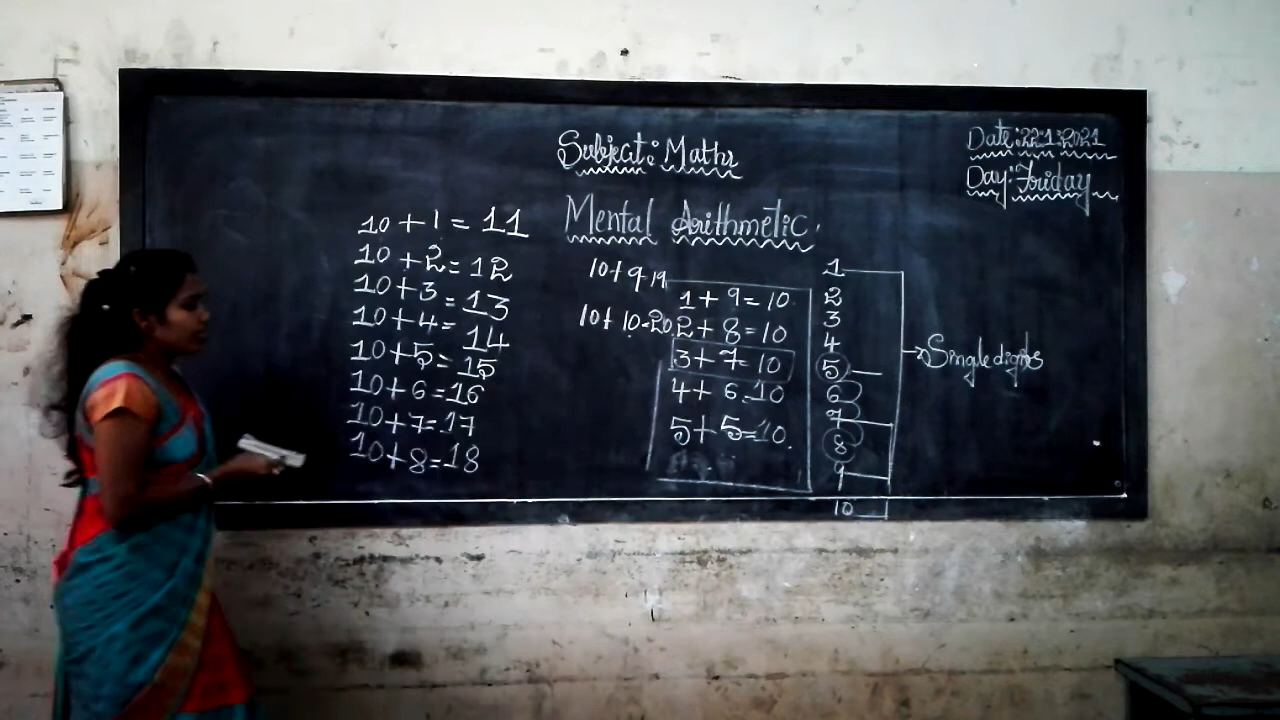 Subject: Maths
Date: 22.1.2021
Day: Friday
Mental Arithmetic.
10 + 1 = 11
10 + 2 = 12
10 + 3 = 13
10 + 4 = 14
10 + 5 = 15
10 + 6 = 16
10 + 7 = 17
10 + 8 = 18
10 + 9 19
10 + 10 = 20
1 + 9 = 10
2 + 8 = 10
3 + 7 = 10
4 + 6 = 10
5 + 5 = 10
1
2
3
4
5
6
7
8
9
10
Single digits